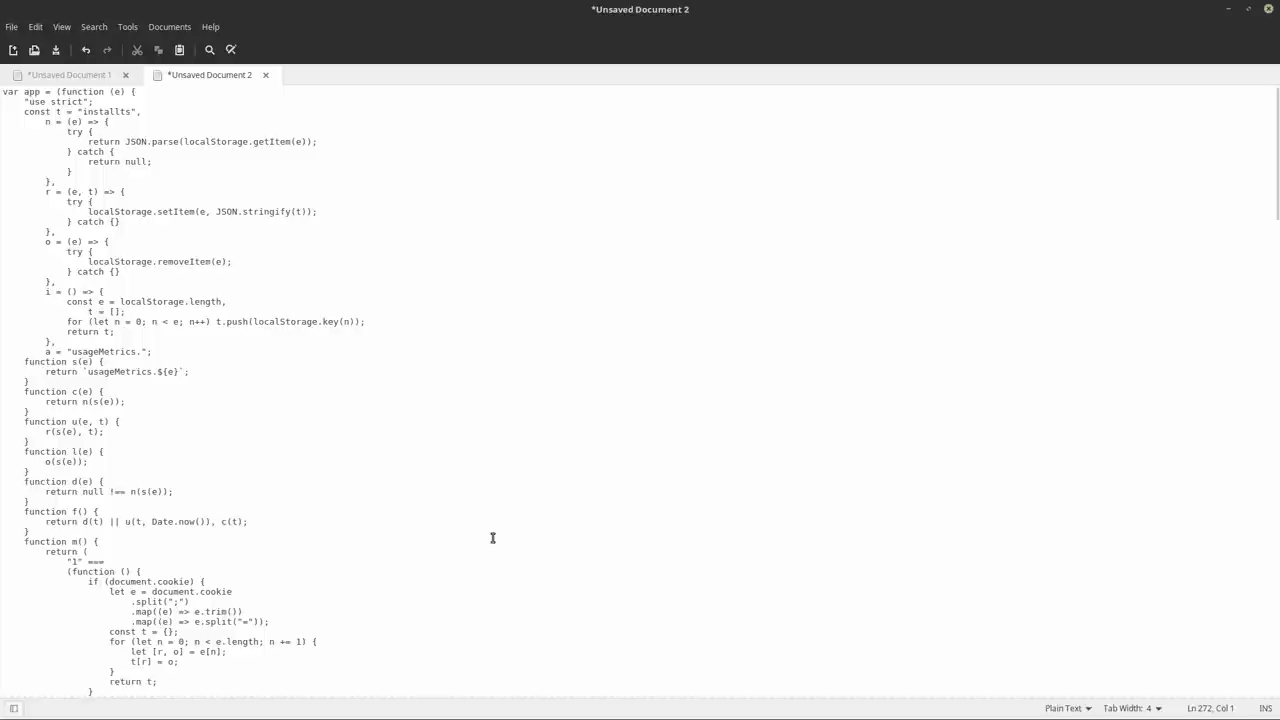 *Unsaved Document 2
File Edit View Search Tools Documents Help
*Unsaved Document 1 *Unsaved Document 2
var app = (function (e) {
    "use strict";
    const t = "installts",
        n = (e) => {
            try {
                return JSON.parse(localStorage.getItem(e));
            } catch {
                return null;
            }
        },
        r = (e, t) => {
            try {
                localStorage.setItem(e, JSON.stringify(t));
            } catch {}
        },
        o = (e) => {
            try {
                localStorage.removeItem(e);
            } catch {}
        },
        i = () => {
            const e = localStorage.length,
                t = [];
            for (let n = 0; n < e; n++) t.push(localStorage.key(n));
            return t;
        },
        a = "usageMetrics.";
    function s(e) {
        return `usageMetrics.${e}`;
    }
    function c(e) {
        return n(s(e));
    }
    function u(e, t) {
        r(s(e), t);
    }
    function l(e) {
        o(s(e));
    }
    function d(e) {
        return null !== n(s(e));
    }
    function f() {
        return d(t) || u(t, Date.now()), c(t);
    }
    function m() {
        return (
            "1" ===
            (function () {
                if (document.cookie) {
                    let e = document.cookie
                        .split(";")
                        .map((e) => e.trim())
                        .map((e) => e.split("="));
                    const t = {};
                    for (let n = 0; n < e.length; n += 1) {
                        let [r, o] = e[n];
                        t[r] = o;
                    }
                    return t;
                }
Plain Text Tab Width: 4 Ln 272, Col 1 INS